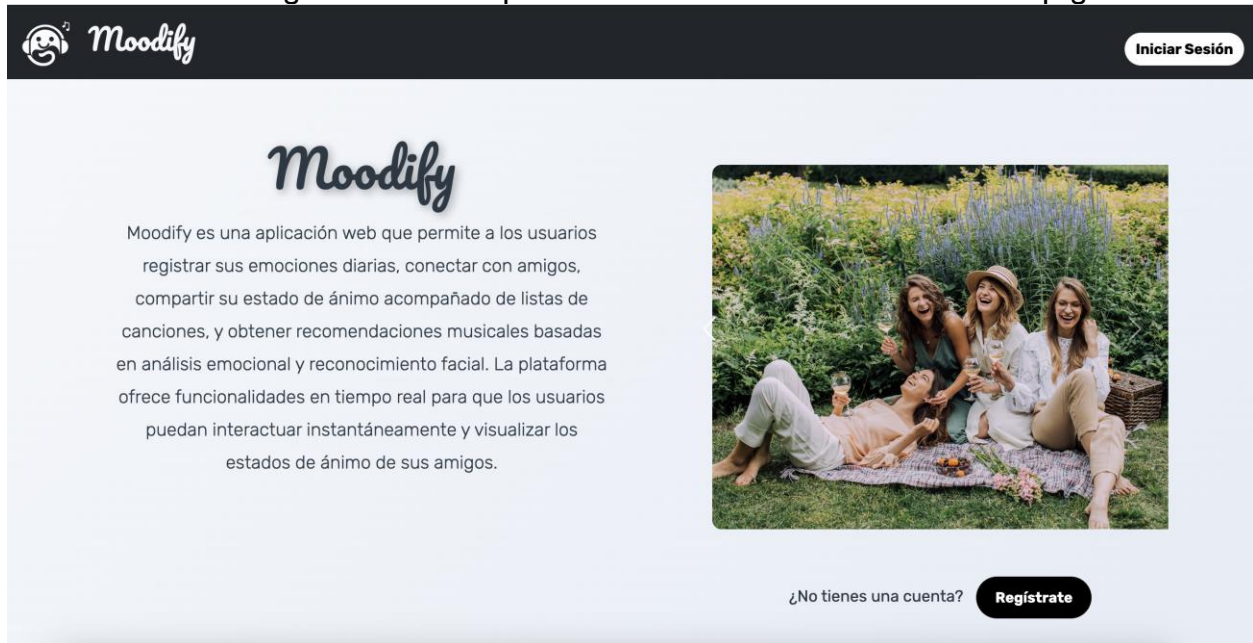 Moodify
Iniciar Sesión
Moodify
Moodify es una aplicación web que permite a los usuarios
registrar sus emociones diarias, conectar con amigos,
compartir su estado de ánimo acompañado de listas de
canciones, y obtener recomendaciones musicales basadas
en análisis emocional y reconocimiento facial. La plataforma
ofrece funcionalidades en tiempo real para que los usuarios
puedan interactuar instantáneamente y visualizar los
estados de ánimo de sus amigos.
¿No tienes una cuenta?
Regístrate